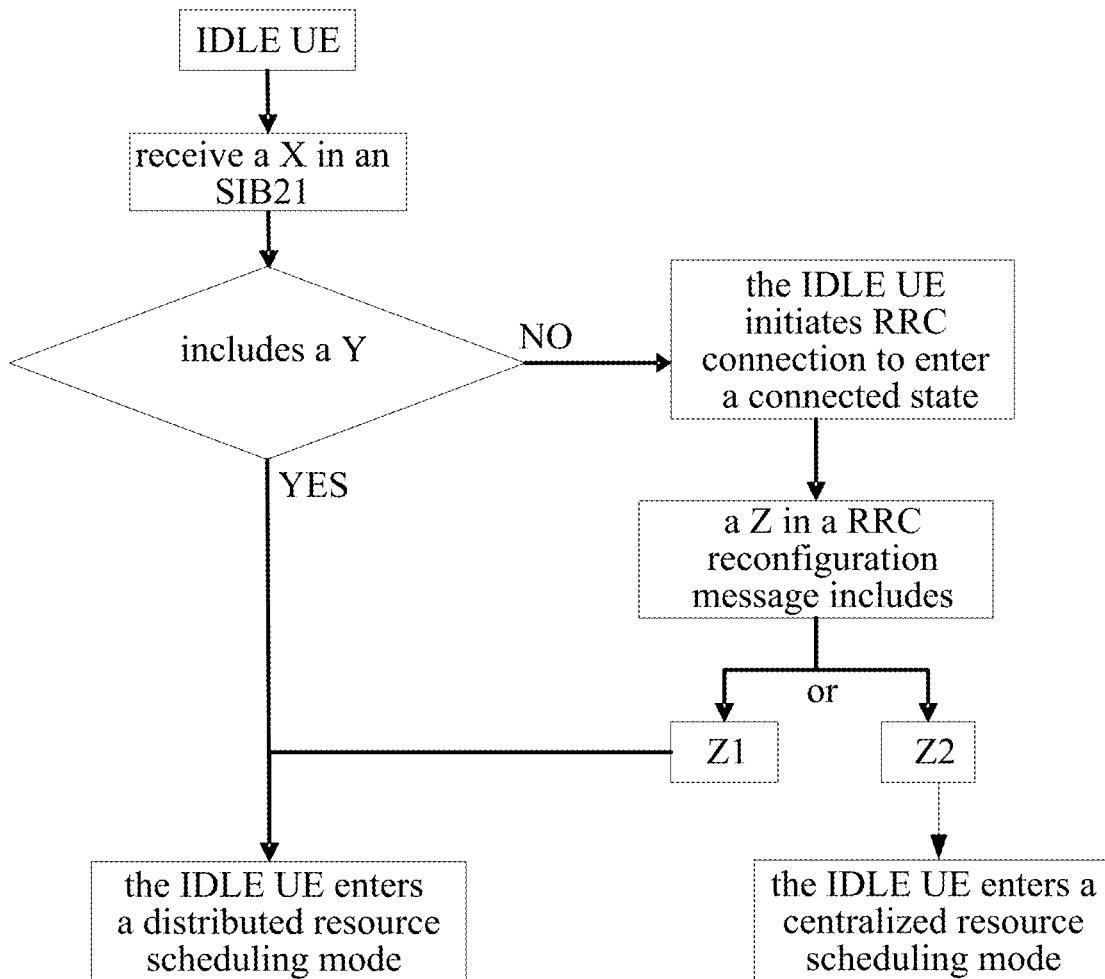 IDLE UE
receive a X in an
SIB21
includes a Y
NO
the IDLE UE
initiates RRC
connection to enter
a connected state
YES
a Z in a RRC
reconfiguration
message includes
or
Z1
Z2
the IDLE UE enters
a distributed resource
scheduling mode
the IDLE UE enters a
centralized resource
scheduling mode